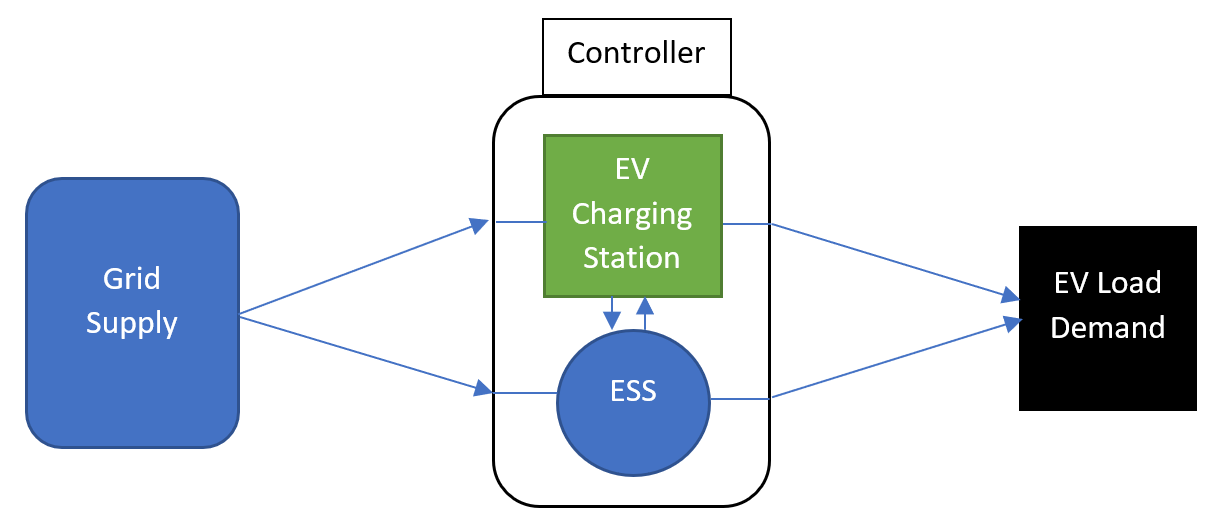 Controller
EV
Charging
Station
Grid
Supply
EV Load
Demand
ESS